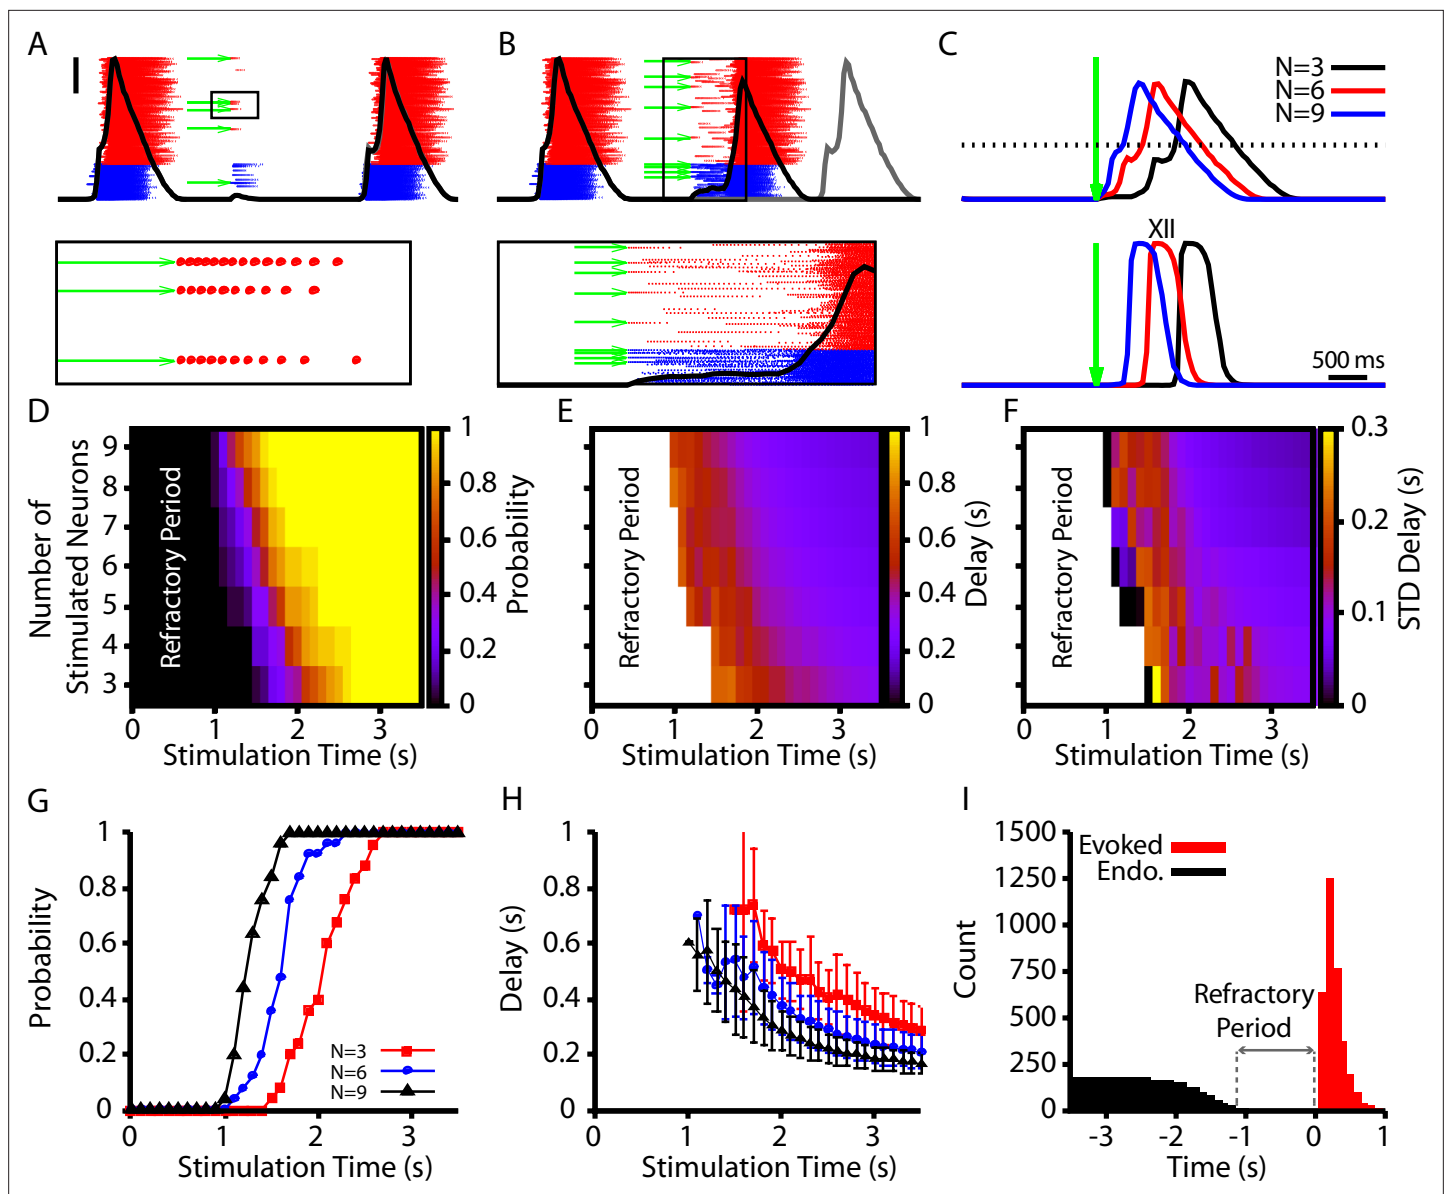 A
B
C
N=3
N=6
N=9
XII
500 ms
D
9
8
7
6
5
4
3
Number of
Stimulated Neurons
Refractory Period
0
1
2
3
Stimulation Time (s)
1
0.8
0.6
0.4
0.2
0
Probability
E
Refractory Period
0
1
2
3
Stimulation Time (s)
1
0.8
0.6
0.4
0.2
0
Delay (s)
F
Refractory Period
0
1
2
3
Stimulation Time (s)
0.3
0.2
0.1
0
STD Delay (s)
G
1
0.8
0.6
0.4
0.2
0
Probability
N=3
N=6
N=9
0
1
2
3
Stimulation Time (s)
H
1
0.8
0.6
0.4
0.2
0
Delay (s)
0
1
2
3
Stimulation Time (s)
I
1500
1250
1000
750
500
250
0
Count
Evoked
Endo.
Refractory
Period
-3
-2
-1
0
1
Time (s)